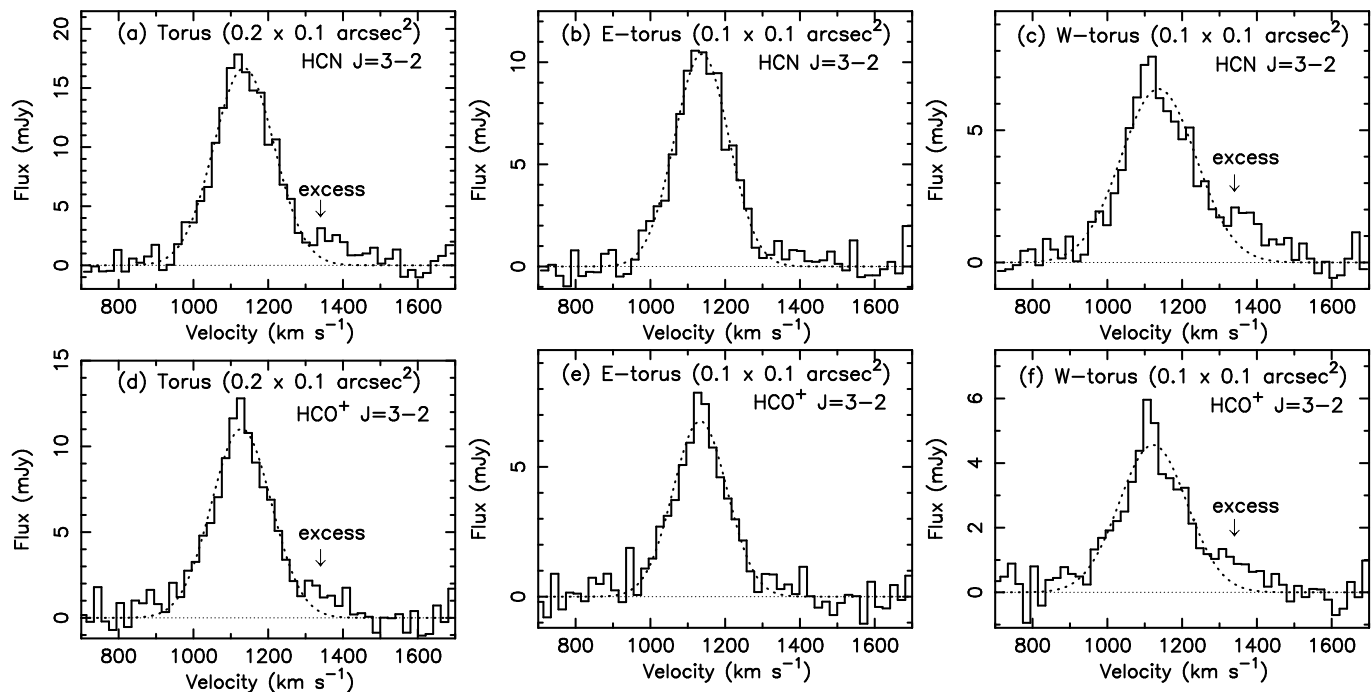 (a) Torus (0.2 x 0.1 arcsec²)
HCN J=3-2
excess
Flux (mJy)
0
5
10
15
20
800 1000 1200 1400 1600
Velocity (km s⁻¹)
(b) E-torus (0.1 x 0.1 arcsec²)
HCN J=3-2
Flux (mJy)
0
5
10
800 1000 1200 1400 1600
Velocity (km s⁻¹)
(c) W-torus (0.1 x 0.1 arcsec²)
HCN J=3-2
excess
Flux (mJy)
0
5
800 1000 1200 1400 1600
Velocity (km s⁻¹)
(d) Torus (0.2 x 0.1 arcsec²)
HCO⁺ J=3-2
excess
Flux (mJy)
0
5
10
15
800 1000 1200 1400 1600
Velocity (km s⁻¹)
(e) E-torus (0.1 x 0.1 arcsec²)
HCO⁺ J=3-2
Flux (mJy)
0
5
800 1000 1200 1400 1600
Velocity (km s⁻¹)
(f) W-torus (0.1 x 0.1 arcsec²)
HCO⁺ J=3-2
excess
Flux (mJy)
0
2
4
6
800 1000 1200 1400 1600
Velocity (km s⁻¹)